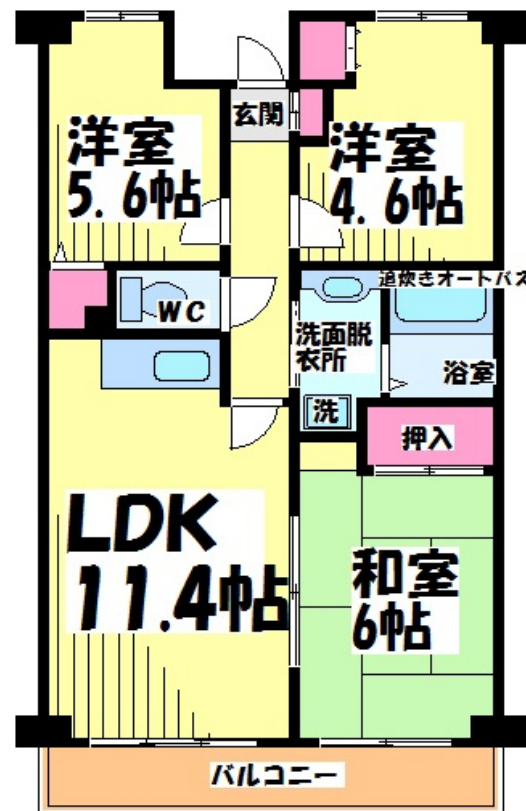 玄関
洋室
5.6帖
洋室
4.6帖
追炊きオートバス
WC
洗面脱
衣所
浴室
洗
押入
LDK
11.4帖
和室
6帖
バルコニー